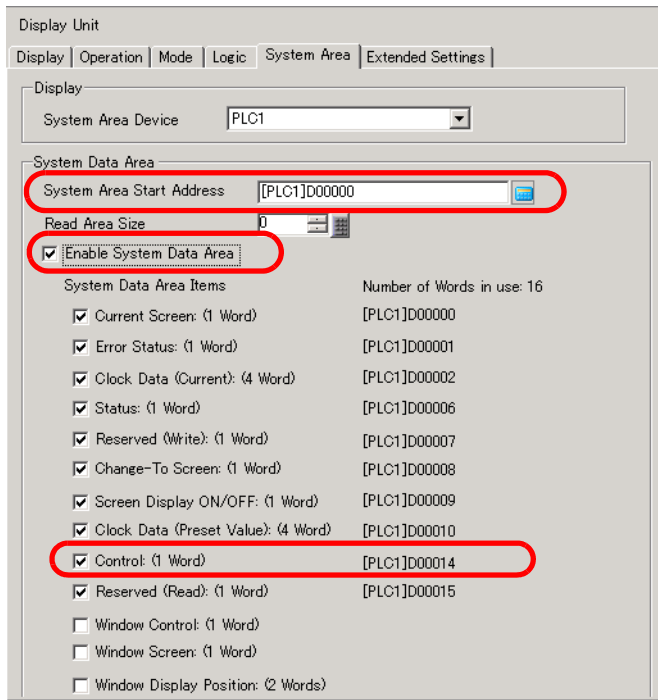 Display Unit
Display Operation Mode Logic System Area Extended Settings
Display
System Area Device PLC1
System Data Area
System Area Start Address [PLC1]D00000
Read Area Size 0
Enable System Data Area
System Data Area Items Number of Words in use: 16
Current Screen: (1 Word) [PLC1]D00000
Error Status: (1 Word) [PLC1]D00001
Clock Data (Current): (4 Word) [PLC1]D00002
Status: (1 Word) [PLC1]D00006
Reserved (Write): (1 Word) [PLC1]D00007
Change-To Screen: (1 Word) [PLC1]D00008
Screen Display ON/OFF: (1 Word) [PLC1]D00009
Clock Data (Preset Value): (4 Word) [PLC1]D00010
Control: (1 Word) [PLC1]D00014
Reserved (Read): (1 Word) [PLC1]D00015
Window Control: (1 Word)
Window Screen: (1 Word)
Window Display Position: (2 Words)